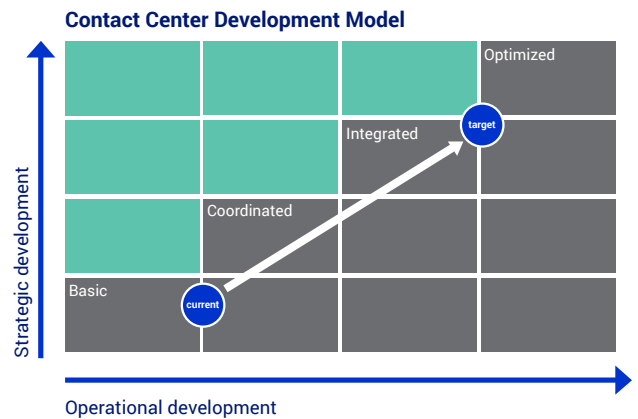 Contact Center Development Model
Optimized
target
Integrated
Coordinated
Basic
current
Strategic development
Operational development